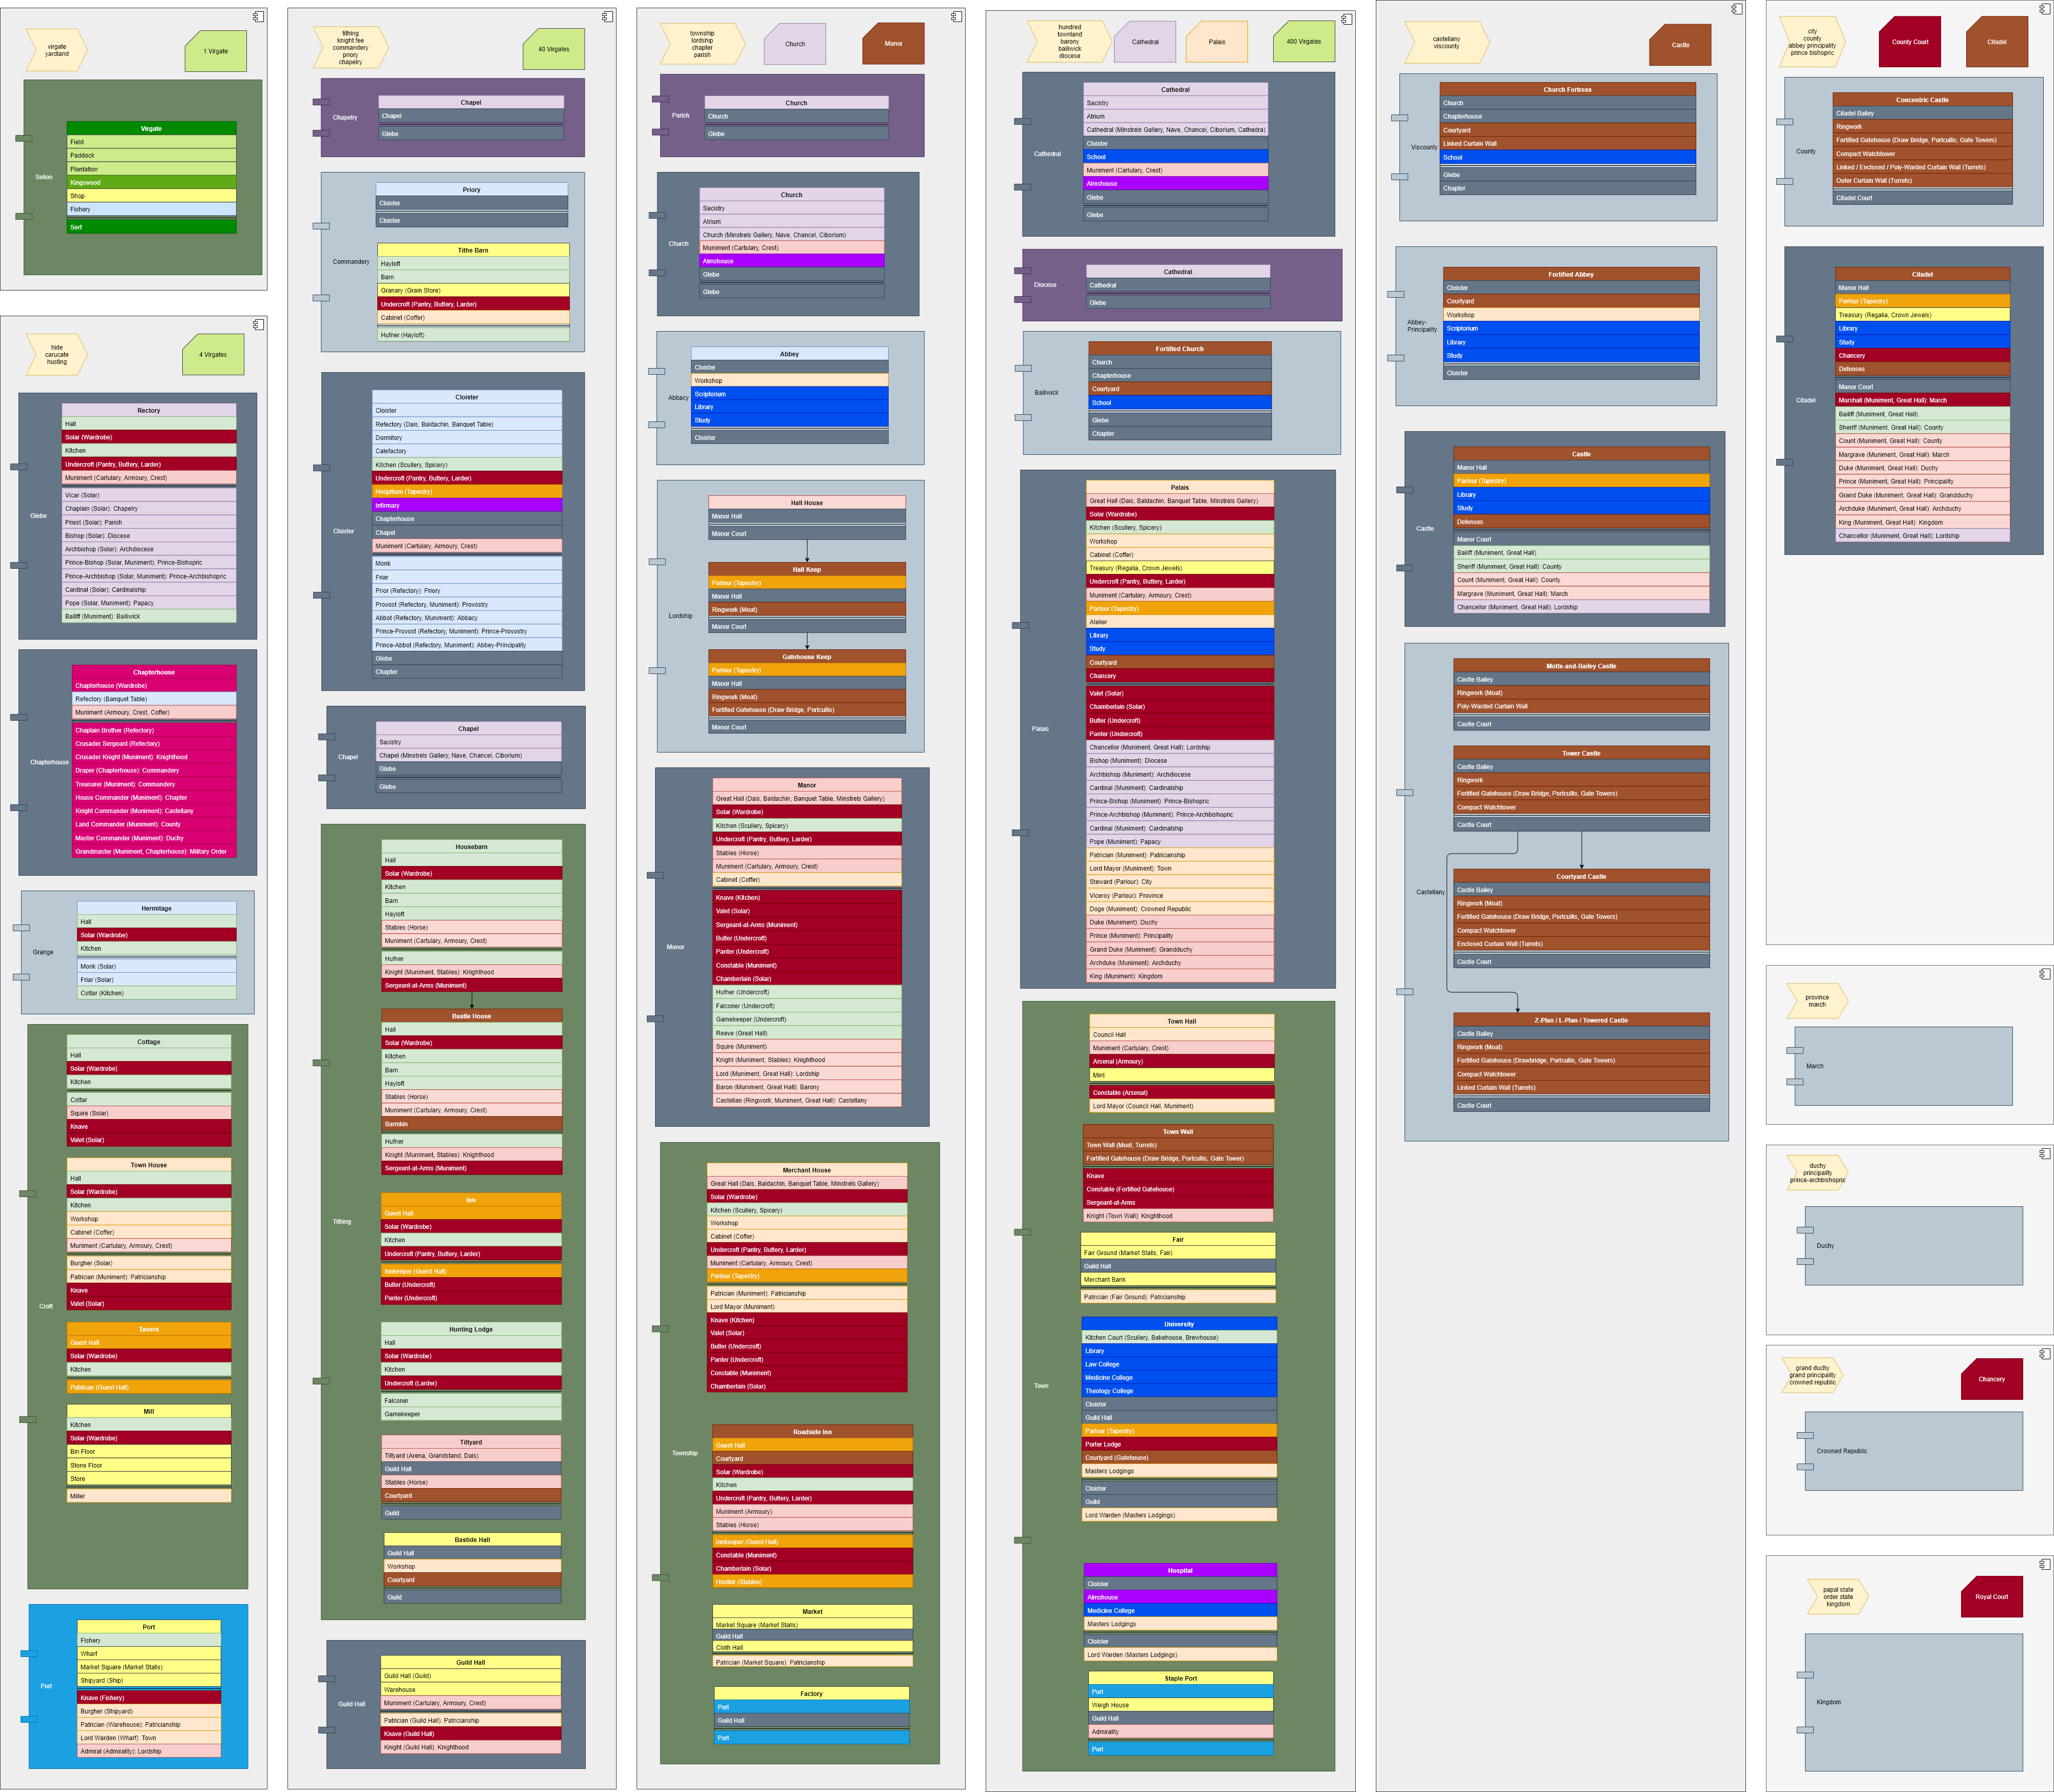 virgate
yardland
1 Virgate
Selion
Virgate
Field
Paddock
Plantation
Kingswood
Shop
Fishery
Serf
hide
carucate
husting
4 Virgates
Glebe
Rectory
Hall
Solar (Wardrobe)
Kitchen
Undercroft (Pantry, Buttery, Larder)
Muniment (Cartulary, Armoury, Crest)
Vicar (Solar)
Chaplain (Solar): Chapelry
Priest (Solar): Parish
Bishop (Solar): Diocese
Archbishop (Solar): Archdiocese
Prince-Bishop (Solar, Muniment): Prince-Bishopric
Prince-Archbishop (Solar, Muniment): Prince-Archbishopric
Cardinal (Solar): Cardinalship
Pope (Solar, Muniment): Papacy
Bailiff (Muniment): Bailiwick
Chapterhouse
Chapterhouse
Chapterhouse (Wardrobe)
Refectory (Banquet Table)
Muniment (Armoury, Crest, Coffer)
Chaplain Brother (Refectory)
Crusader Sergeant (Refectory)
Crusader Knight (Muniment): Knighthood
Draper (Chapterhouse): Commandery
Treasurer (Muniment): Commandery
House Commander (Muniment): Chapter
Knight Commander (Muniment): Castellany
Land Commander (Muniment): County
Master Commander (Muniment): Duchy
Grandmaster (Muniment, Chapterhouse): Military Order
Grange
Hermitage
Hall
Solar (Wardrobe)
Kitchen
Monk (Solar)
Friar (Solar)
Cottar (Kitchen)
Croft
Cottage
Hall
Solar (Wardrobe)
Kitchen
Cottar
Squire (Solar)
Knave
Valet (Solar)
Town House
Hall
Solar (Wardrobe)
Kitchen
Workshop
Cabinet (Coffer)
Muniment (Cartulary, Armoury, Crest)
Burgher (Solar)
Patrician (Muniment): Patricianship
Knave
Valet (Solar)
Tavern
Guest Hall
Solar (Wardrobe)
Kitchen
Publican (Guest Hall)
Mill
Kitchen
Solar (Wardrobe)
Bin Floor
Stone Floor
Store
Miller
Port
Port
Fishery
Wharf
Market Square (Market Stalls)
Shipyard (Ship)
Knave (Fishery)
Burgher (Shipyard)
Patrician (Warehouse): Patricianship
Lord Warden (Wharf): Town
Admiral (Admirality): Lordship
tithing
knight fee
commandery
priory
chapelry
40 Virgates
Chapelry
Chapel
Chapel
Glebe
Commandery
Priory
Cloister
Cloister
Tithe Barn
Hayloft
Barn
Granary (Grain Store)
Undercroft (Pantry, Buttery, Larder)
Cabinet (Coffer)
Hufner (Hayloft)
Cloister
Cloister
Cloister
Refectory (Dais, Baldachin, Banquet Table)
Dormitory
Calefactory
Kitchen (Scullery, Spicery)
Undercroft (Pantry, Buttery, Larder)
Hospitium (Tapestry)
Infirmary
Chapterhouse
Chapel
Muniment (Cartulary, Armoury, Crest)
Monk
Friar
Prior (Refectory): Priory
Provost (Refectory, Muniment): Provostry
Abbot (Refectory, Muniment): Abbacy
Prince-Provost (Refectory, Muniment): Prince-Provostry
Prince-Abbot (Refectory, Muniment): Abbey-Principality
Glebe
Chapter
Chapel
Chapel
Sacistry
Chapel (Minstrels Gallery, Nave, Chancel, Ciborium)
Glebe
Glebe
Tithing
Housebarn
Hall
Solar (Wardrobe)
Kitchen
Barn
Hayloft
Stables (Horse)
Muniment (Cartulary, Armoury, Crest)
Hufner
Knight (Muniment, Stables): Knighthood
Sergeant-at-Arms (Muniment)
Bastle House
Hall
Solar (Wardrobe)
Kitchen
Barn
Hayloft
Stables (Horse)
Muniment (Cartulary, Armoury, Crest)
Barmkin
Hufner
Knight (Muniment, Stables): Knighthood
Sergeant-at-Arms (Muniment)
Inn
Guest Hall
Solar (Wardrobe)
Kitchen
Undercroft (Pantry, Buttery, Larder)
Innkeeper (Guest Hall)
Butler (Undercroft)
Panter (Undercroft)
Hunting Lodge
Hall
Solar (Wardrobe)
Kitchen
Undercroft (Larder)
Falconer
Gamekeeper
Tiltyard
Tiltyard (Arena, Grandstand, Dais)
Guild Hall
Stables (Horse)
Courtyard
Guild
Bastide Hall
Guild Hall
Workshop
Courtyard
Guild
Guild Hall
Guild Hall
Guild Hall (Guild)
Warehouse
Muniment (Cartulary, Armoury, Crest)
Patrician (Guild Hall): Patricianship
Knave (Guild Hall)
Knight (Guild Hall): Knighthood
township
lordship
chapter
parish
Church
Manor
Parish
Church
Church
Glebe
Church
Church
Sacistry
Atrium
Church (Minstrels Gallery, Nave, Chancel, Ciborium)
Muniment (Cartulary, Crest)
Almshouse
Glebe
Glebe
Abbacy
Abbey
Cloister
Workshop
Scriptorium
Library
Study
Cloister
Lordship
Hall House
Manor Hall
Manor Court
Hall Keep
Parlour (Tapestry)
Manor Hall
Ringwork (Moat)
Manor Court
Gatehouse Keep
Parlour (Tapestry)
Manor Hall
Ringwork (Moat)
Fortified Gatehouse (Draw Bridge, Portcullis)
Manor Court
Manor
Manor
Great Hall (Dais, Baldachin, Banquet Table, Minstrels Gallery)
Solar (Wardrobe)
Kitchen (Scullery, Spicery)
Undercroft (Pantry, Buttery, Larder)
Stables (Horse)
Muniment (Cartulary, Armoury, Crest)
Cabinet (Coffer)
Knave (Kitchen)
Valet (Solar)
Sergeant-at-Arms (Muniment)
Butler (Undercroft)
Panter (Undercroft)
Constable (Muniment)
Chamberlain (Solar)
Hufner (Undercroft)
Falconer (Undercroft)
Gamekeeper (Undercroft)
Reeve (Great Hall)
Squire (Muniment)
Knight (Muniment, Stables): Knighthood
Lord (Muniment, Great Hall): Lordship
Baron (Muniment, Great Hall): Barony
Castellan (Ringwork, Muniment, Great Hall): Castellany
Township
Merchant House
Great Hall (Dais, Baldachin, Banquet Table, Minstrels Gallery)
Solar (Wardrobe)
Kitchen (Scullery, Spicery)
Workshop
Cabinet (Coffer)
Undercroft (Pantry, Buttery, Larder)
Muniment (Cartulary, Armoury, Crest)
Parlour (Tapestry)
Patrician (Muniment): Patricianship
Lord Mayor (Muniment)
Knave (Kitchen)
Valet (Solar)
Butler (Undercroft)
Panter (Undercroft)
Constable (Muniment)
Chamberlain (Solar)
Roadside Inn
Guest Hall
Courtyard
Solar (Wardrobe)
Kitchen
Undercroft (Pantry, Buttery, Larder)
Muniment (Armoury)
Stables (Horse)
Innkeeper (Guest Hall)
Constable (Muniment)
Chamberlain (Solar)
Hostler (Stables)
Market
Market Square (Market Stalls)
Guild Hall
Cloth Hall
Patrician (Market Square): Patricianship
Factory
Port
Guild Hall
Port
hundred
townland
barony
bailiwick
diocese
Cathedral
Palais
400 Virgates
Cathedral
Cathedral
Sacistry
Atrium
Cathedral (Minstrels Gallery, Nave, Chancel, Ciborium, Cathedra)
Cloister
School
Muniment (Cartulary, Crest)
Almshouse
Glebe
Glebe
Diocese
Cathedral
Cathedral
Glebe
Bailiwick
Fortified Church
Church
Chapterhouse
Courtyard
School
Glebe
Chapter
Palais
Palais
Great Hall (Dais, Baldachin, Banquet Table, Minstrels Gallery)
Solar (Wardrobe)
Kitchen (Scullery, Spicery)
Workshop
Cabinet (Coffer)
Treasury (Regalia, Crown Jewels)
Undercroft (Pantry, Buttery, Larder)
Muniment (Cartulary, Armoury, Crest)
Parlour (Tapestry)
Atelier
Library
Study
Courtyard
Chancery
Valet (Solar)
Chamberlain (Solar)
Butler (Undercroft)
Panter (Undercroft)
Chancellor (Muniment, Great Hall): Lordship
Bishop (Muniment): Diocese
Archbishop (Muniment): Archdiocese
Cardinal (Muniment): Cardinalship
Prince-Bishop (Muniment): Prince-Bishopric
Prince-Archbishop (Muniment): Prince-Archbishopric
Cardinal (Muniment): Cardinalship
Pope (Muniment): Papacy
Patrician (Muniment): Patricianship
Lord Mayor (Muniment): Town
Steward (Parlour): City
Viceroy (Parlour): Province
Doge (Muniment): Crowned Republic
Duke (Muniment): Duchy
Prince (Muniment): Principality
Grand Duke (Muniment): Grandduchy
Archduke (Muniment): Archduchy
King (Muniment): Kingdom
Town
Town Hall
Council Hall
Muniment (Cartulary, Crest)
Arsenal (Armoury)
Mint
Constable (Arsenal)
Lord Mayor (Council Hall, Muniment)
Town Wall
Town Wall (Moat, Turrets)
Fortified Gatehouse (Draw Bridge, Portcullis, Gate Tower)
Knave
Constable (Fortified Gatehouse)
Sergeant-at-Arms
Knight (Town Wall): Knighthood
Fair
Fair Ground (Market Stalls, Fair)
Guild Hall
Merchant Bank
Patrician (Fair Ground): Patricianship
University
Kitchen Court (Scullery, Bakehouse, Brewhouse)
Library
Law College
Medicine College
Theology College
Cloister
Guild Hall
Parlour (Tapestry)
Porter Lodge
Courtyard (Gatehouse)
Masters Lodgings
Cloister
Guild
Lord Warden (Masters Lodgings)
Hospital
Cloister
Almshouse
Medicine College
Masters Lodgings
Cloister
Lord Warden (Masters Lodgings)
Staple Port
Port
Weigh House
Guild Hall
Admirality
Port
castellany
viscounty
Castle
Viscounty
Church Fortress
Church
Chapterhouse
Courtyard
Linked Curtain Wall
School
Glebe
Chapter
Abbey-
Principality
Fortified Abbey
Cloister
Courtyard
Workshop
Scriptorium
Library
Study
Cloister
Castle
Castle
Manor Hall
Parlour (Tapestry)
Library
Study
Defenses
Manor Court
Bailiff (Muniment, Great Hall)
Sheriff (Muniment, Great Hall): County
Count (Muniment, Great Hall): County
Margrave (Muniment, Great Hall): March
Chancellor (Muniment, Great Hall): Lordship
Castellany
Motte-and-Bailey Castle
Castle Bailey
Ringwork (Moat)
Poly-Warded Curtain Wall
Castle Court
Tower Castle
Castle Bailey
Ringwork
Fortified Gatehouse (Draw Bridge, Portcullis, Gate Towers)
Compact Watchtower
Castle Court
Courtyard Castle
Castle Bailey
Ringwork (Moat)
Fortified Gatehouse (Draw Bridge, Portcullis, Gate Towers)
Compact Watchtower
Enclosed Curtain Wall (Turrets)
Castle Court
Z-Plan / L-Plan / Towered Castle
Castle Bailey
Ringwork (Moat)
Fortified Gatehouse (Drawbridge, Portcullis, Gate Towers)
Compact Watchtower
Linked Curtain Wall (Turrets)
Castle Court
city
county
abbey principality
prince bishopric
County Court
Citadel
County
Concentric Castle
Citadel Bailey
Ringwork
Fortified Gatehouse (Draw Bridge, Portcullis, Gate Towers)
Compact Watchtower
Linked / Enclosed / Poly-Warded Curtain Wall (Turrets)
Outer Curtain Wall (Turrets)
Citadel Court
Citadel
Citadel
Manor Hall
Parlour (Tapestry)
Treasury (Regalia, Crown Jewels)
Library
Study
Chancery
Defenses
Manor Court
Marshall (Muniment, Great Hall): March
Bailiff (Muniment, Great Hall)
Sheriff (Muniment, Great Hall): County
Count (Muniment, Great Hall): County
Margrave (Muniment, Great Hall): March
Duke (Muniment, Great Hall): Duchy
Prince (Muniment, Great Hall): Principality
Grand Duke (Muniment, Great Hall): Grandduchy
Archduke (Muniment, Great Hall): Archduchy
King (Muniment, Great Hall): Kingdom
Chancellor (Muniment, Great Hall): Lordship
province
march
March
duchy
principality
prince-archbishopric
Duchy
grand duchy
grand principality
crowned republic
Chancery
Crowned Republic
papal state
order state
kingdom
Royal Court
Kingdom